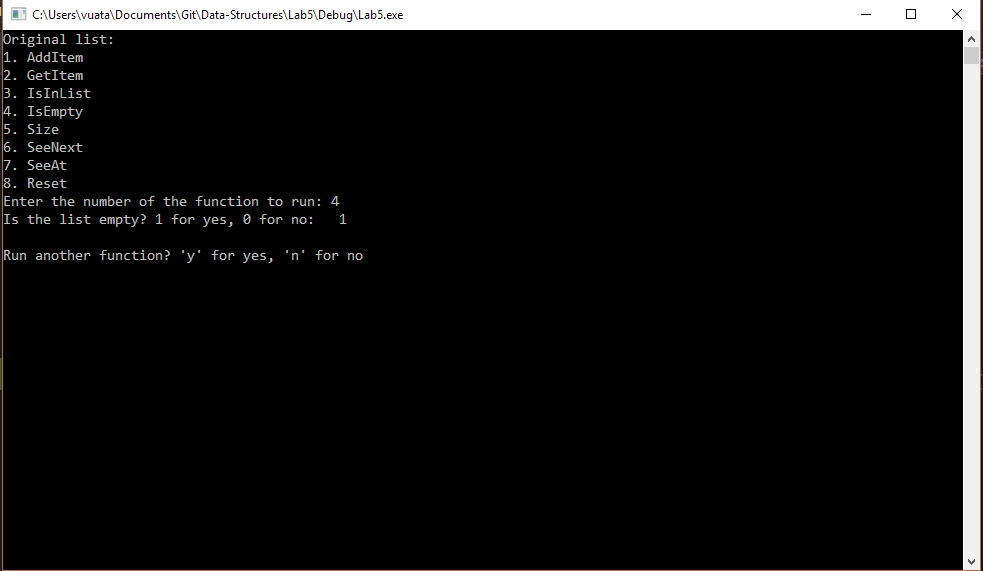 C:\Users\vuata\Documents\Git\Data-Structures\Lab5\Debug\Lab5.exe
Original list:
1. AddItem
2. GetItem
3. IsInList
4. IsEmpty
5. Size
6. SeeNext
7. SeeAt
8. Reset
Enter the number of the function to run: 4
Is the list empty? 1 for yes, 0 for no:   1
Run another function? 'y' for yes, 'n' for no